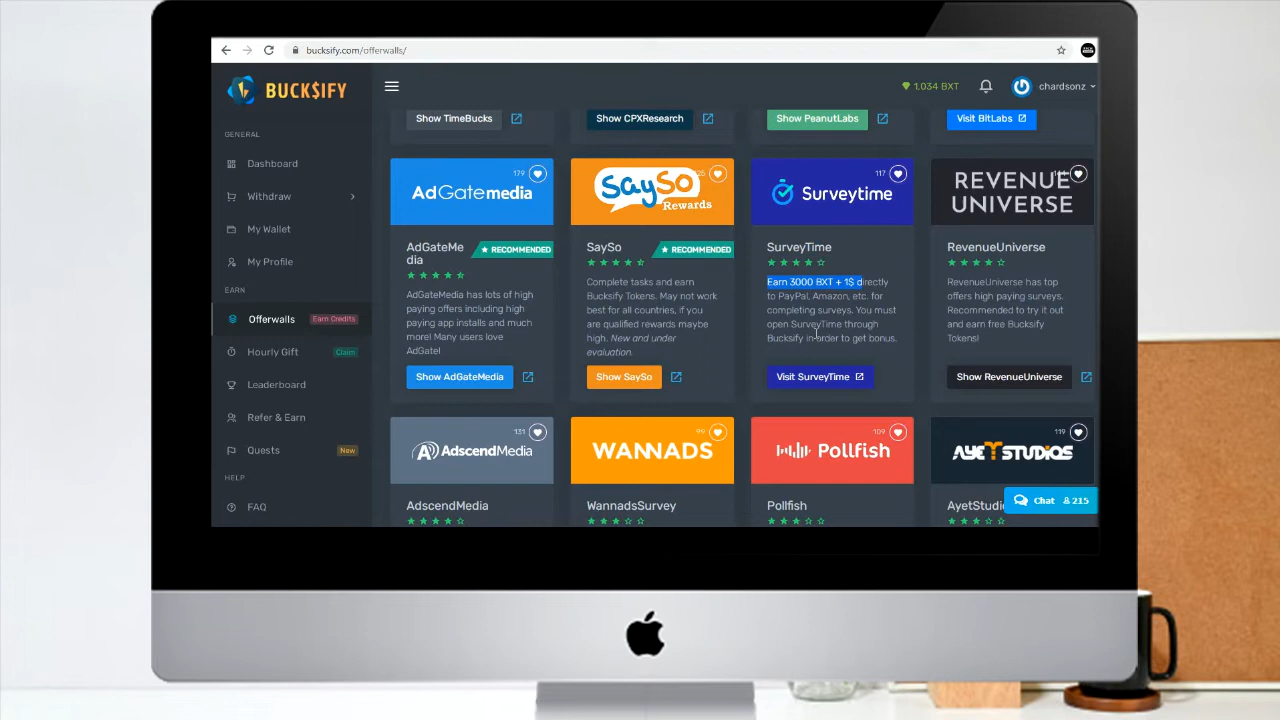 bucksify.com/offerwalls/
BUCK$IFY
1,034 BXT
chardsonz
GENERAL
Dashboard
Withdraw
My Wallet
My Profile
EARN
Offerwalls
Earn Credits
Hourly Gift
Claim
Leaderboard
Refer & Earn
Quests
New
HELP
FAQ
Show TimeBucks
Show CPXResearch
Show PeanutLabs
Visit BitLabs
179
AdGatemedia
AdGateMe
dia
RECOMMENDED
AdGateMedia has lots of high
paying offers including high
paying app installs and much
more! Many users love
AdGate!
Show AdGateMedia
SaySo
Rewards
SaySo
RECOMMENDED
Complete tasks and earn
Bucksify Tokens. May not work
best for all countries, if you
are qualified rewards maybe
high. New and under
evaluation.
Show SaySo
117
Surveytime
SurveyTime
Earn 3000 BXT + 1$ directly
to PayPal, Amazon, etc. for
completing surveys. You must
open SurveyTime through
Bucksify in order to get bonus.
Visit SurveyTime
REVENUE
UNIVERSE
RevenueUniverse
RevenueUniverse has top
offers high paying surveys.
Recommended to try it out
and earn free Bucksify
Tokens!
Show RevenueUniverse
131
AdscendMedia
AdscendMedia
99
WANNADS
WannadsSurvey
109
Pollfish
Pollfish
119
AYET STUDIOS
Chat
215